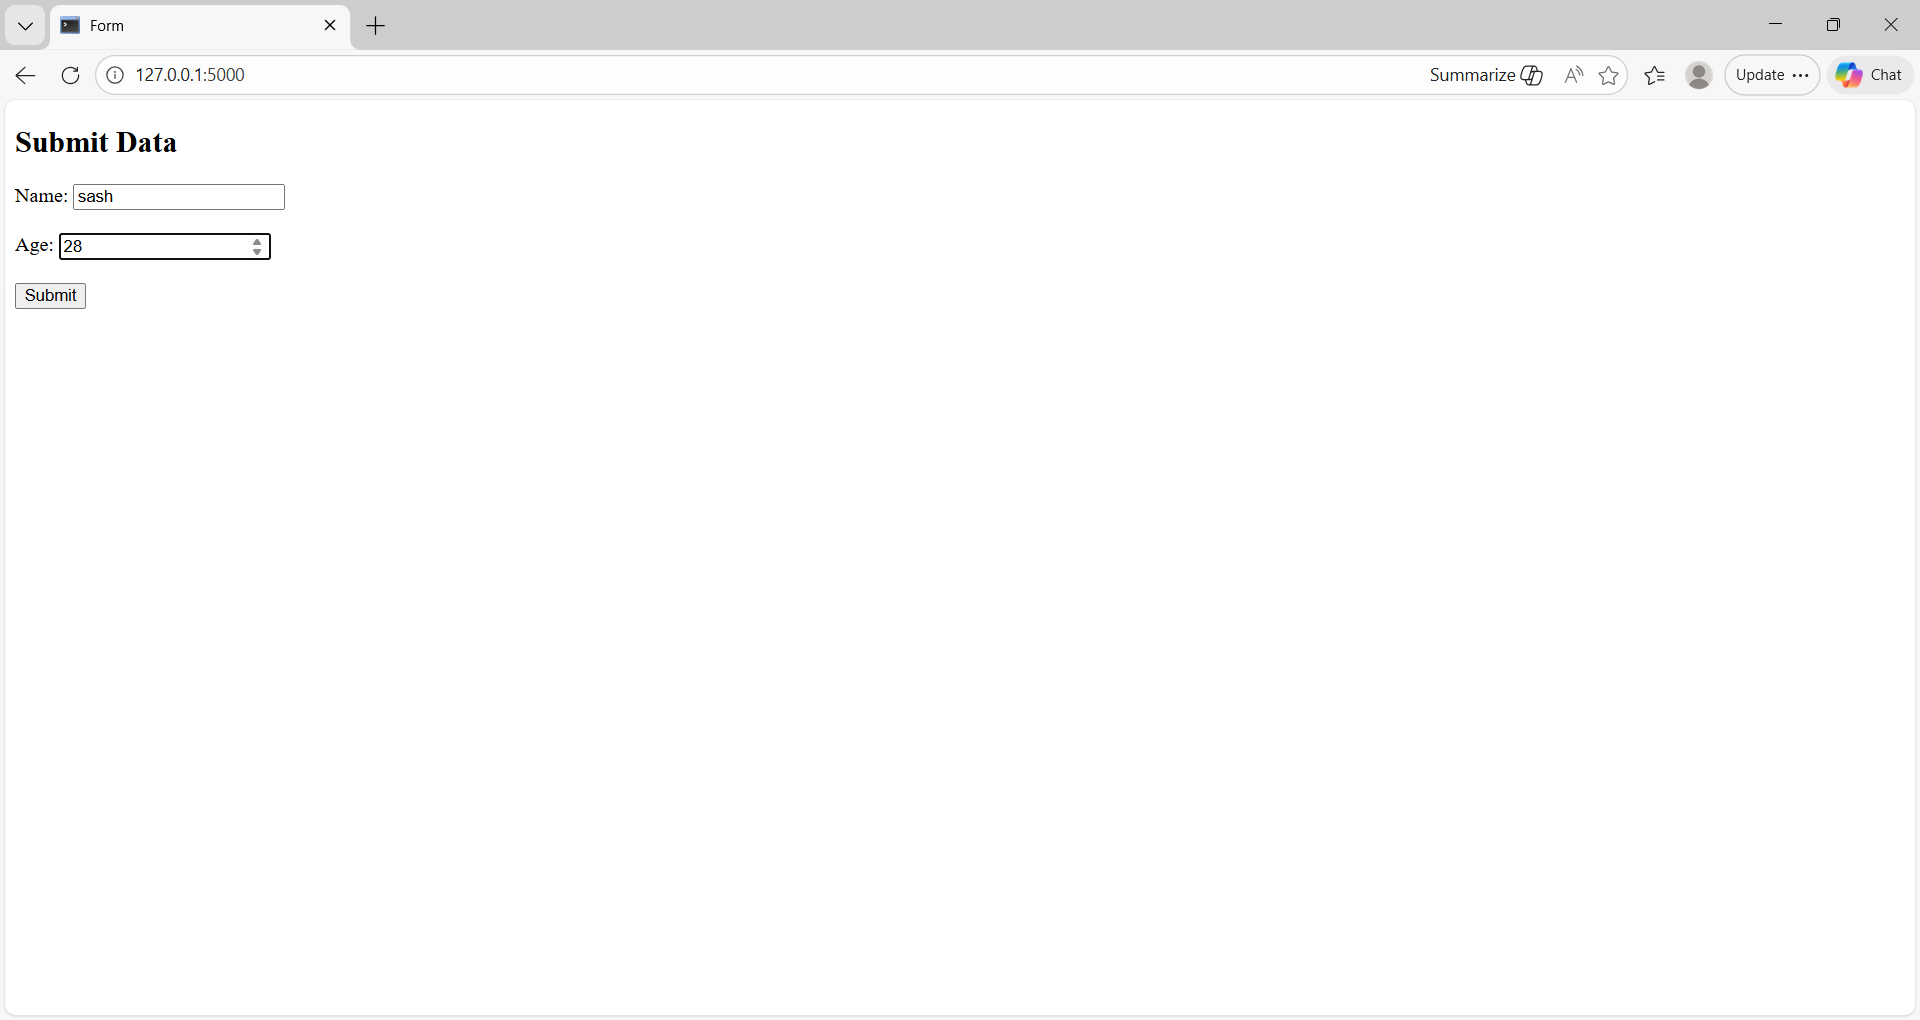 Form
127.0.0.1:5000
Summarize
Update
Chat
Submit Data
Name: sash
Age: 28
Submit